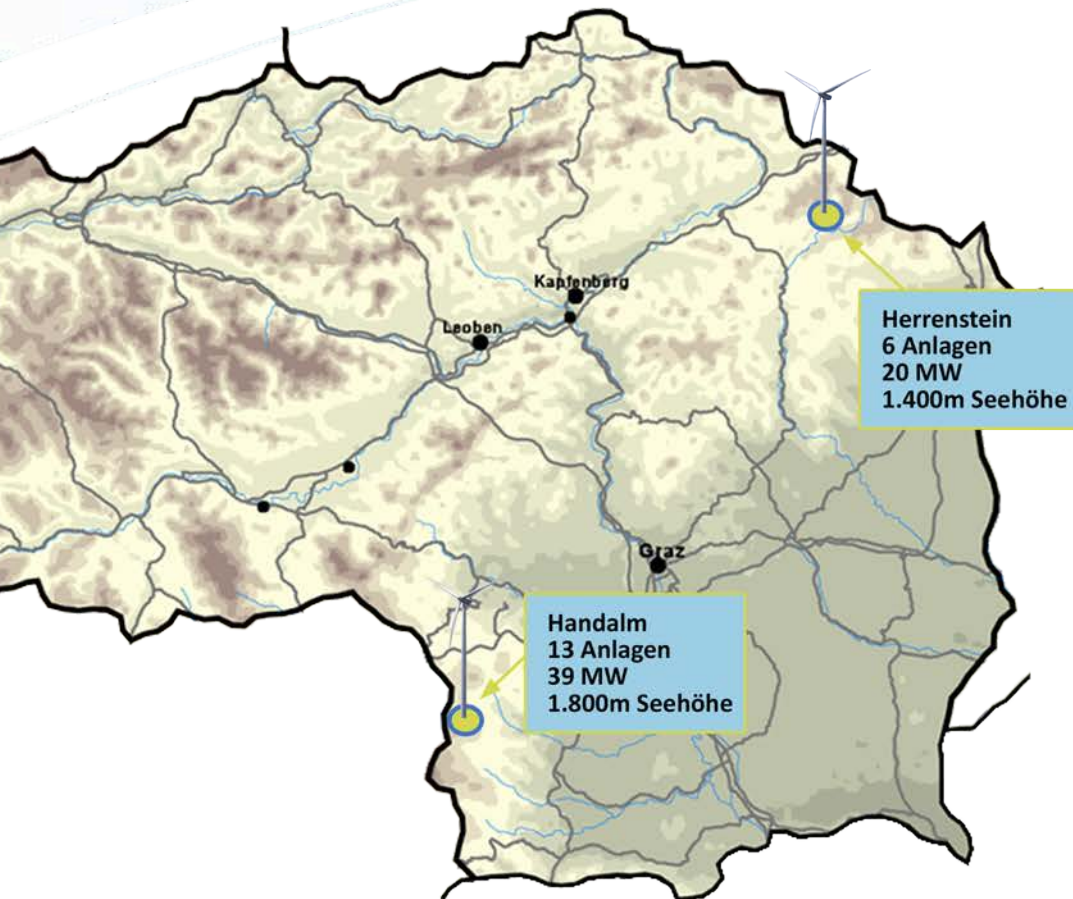 Kapfenberg
Leoben
Herrenstein
6 Anlagen
20 MW
1.400m Seehöhe
Graz
Handalm
13 Anlagen
39 MW
1.800m Seehöhe